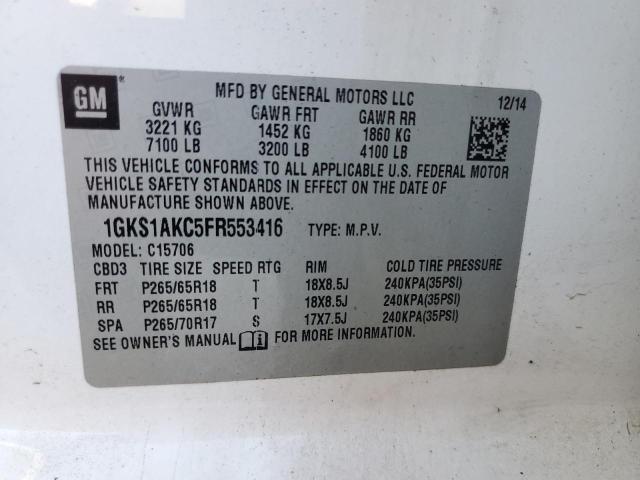 GM
MFD BY GENERAL MOTORS LLC
12/14
GVWR GAWR FRT GAWR RR
3221 KG 1452 KG 1860 KG
7100 LB 3200 LB 4100 LB
THIS VEHICLE CONFORMS TO ALL APPLICABLE U.S. FEDERAL MOTOR
VEHICLE SAFETY STANDARDS IN EFFECT ON THE DATE OF
MANUFACTURE SHOWN ABOVE.
1GKS1AKC5FR553416 TYPE: M.P.V.
MODEL: C15706
CBD3 TIRE SIZE SPEED RTG RIM COLD TIRE PRESSURE
FRT P265/65R18 T 18X8.5J 240KPA(35PSI)
RR P265/65R18 T 18X8.5J 240KPA(35PSI)
SPA P265/70R17 S 17X7.5J 240KPA(35PSI)
SEE OWNER'S MANUAL FOR MORE INFORMATION.